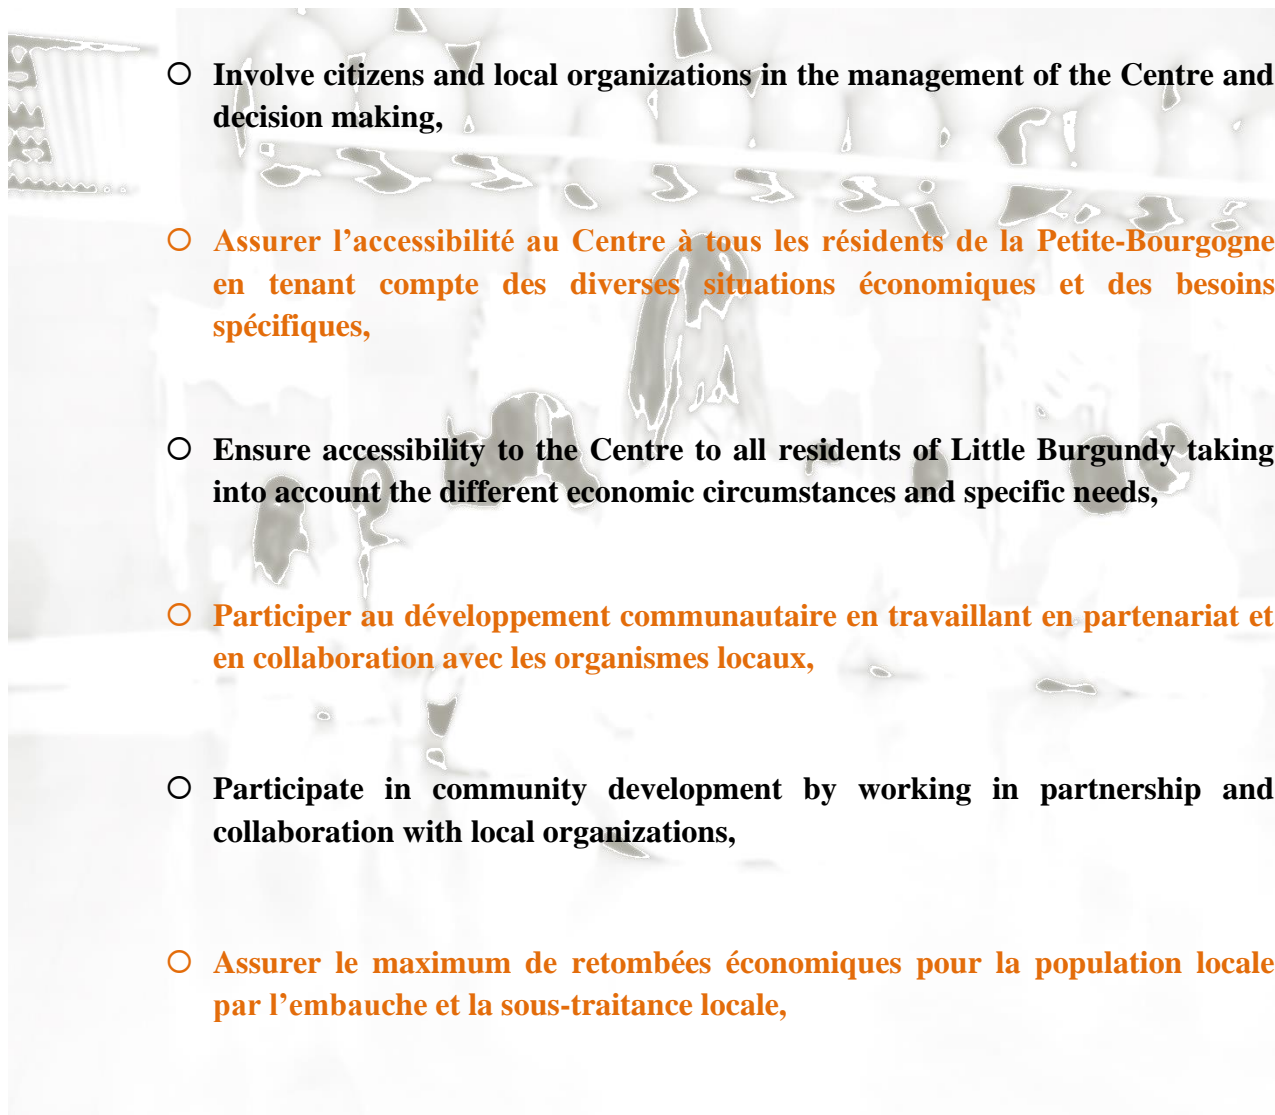 Involve citizens and local organizations in the management of the Centre and
decision making,
Assurer l’accessibilité au Centre à tous les résidents de la Petite-Bourgogne
en tenant compte des diverses situations économiques et des besoins
spécifiques,
Ensure accessibility to the Centre to all residents of Little Burgundy taking
into account the different economic circumstances and specific needs,
Participer au développement communautaire en travaillant en partenariat et
en collaboration avec les organismes locaux,
Participate in community development by working in partnership and
collaboration with local organizations,
Assurer le maximum de retombées économiques pour la population locale
par l’embauche et la sous-traitance locale,